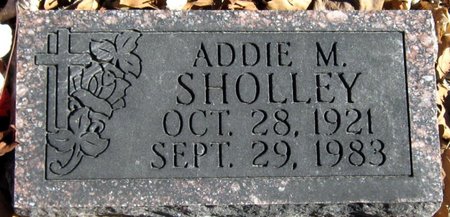 ADDIE M.
SHOLLEY
OCT. 28, 1921
SEPT. 29, 1983